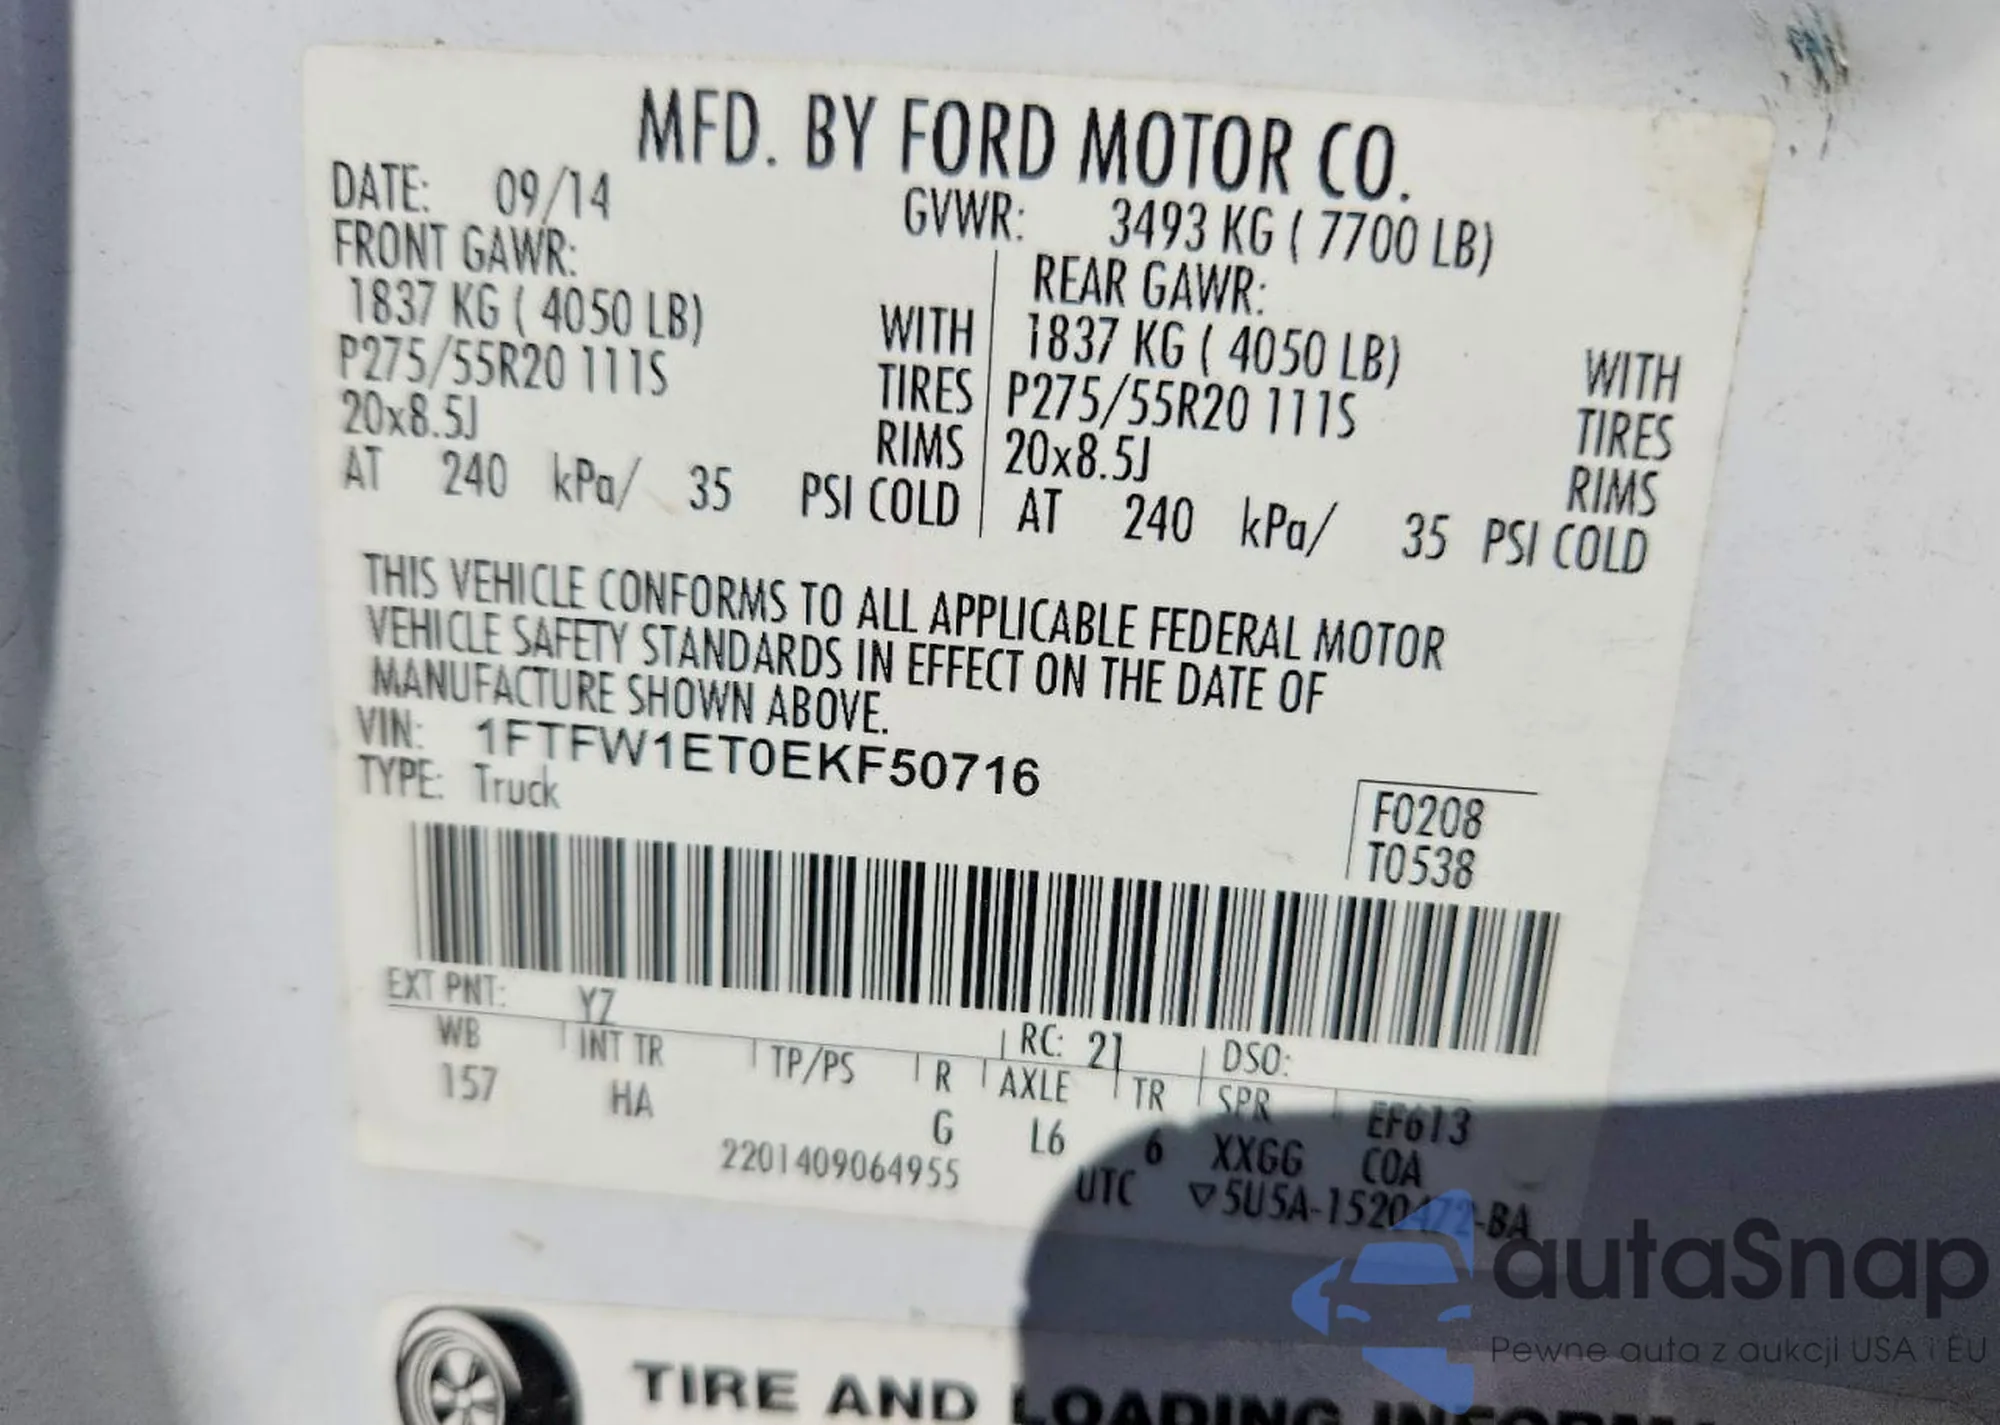 MFD. BY FORD MOTOR CO.
DATE: 09/14 GVWR: 3493 KG ( 7700 LB)
FRONT GAWR: REAR GAWR:
1837 KG ( 4050 LB) WITH 1837 KG ( 4050 LB) WITH
P275/55R20 111S TIRES P275/55R20 111S TIRES
20x8.5J RIMS 20x8.5J RIMS
AT 240 kPa/ 35 PSI COLD AT 240 kPa/ 35 PSI COLD
THIS VEHICLE CONFORMS TO ALL APPLICABLE FEDERAL MOTOR
VEHICLE SAFETY STANDARDS IN EFFECT ON THE DATE OF
MANUFACTURE SHOWN ABOVE.
VIN: 1FTFW1ET0EKF50716
TYPE: Truck
F0208
T0538
EXT PNT: YZ RC: 21 DSO:
WB INT TR TP/PS R AXLE TR SPR EF613
157 HA G L6 6 XXGG COA
2201409064955 UTC ▽5U5A-1520472-BA
autaSnap
Pewne auta z aukcji USA i EU
TIRE AND LOADING